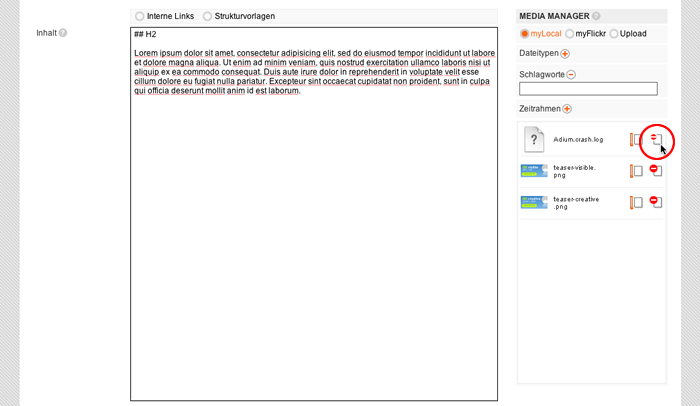 Interne Links Strukturvorlagen
Inhalt ?
## H2
Lorem ipsum dolor sit amet, consectetur adipisicing elit, sed do eiusmod tempor incididunt ut labore
et dolore magna aliqua. Ut enim ad minim veniam, quis nostrud exercitation ullamco laboris nisi ut
aliquip ex ea commodo consequat. Duis aute irure dolor in reprehenderit in voluptate velit esse
cillum dolore eu fugiat nulla pariatur. Excepteur sint occaecat cupidatat non proident, sunt in culpa
qui officia deserunt mollit anim id est laborum.
MEDIA MANAGER ?
myLocal myFlickr Upload
Dateitypen
Schlagworte
Zeitrahmen
? Adium.crash.log
teaser-visible.
png
teaser-creative
.png